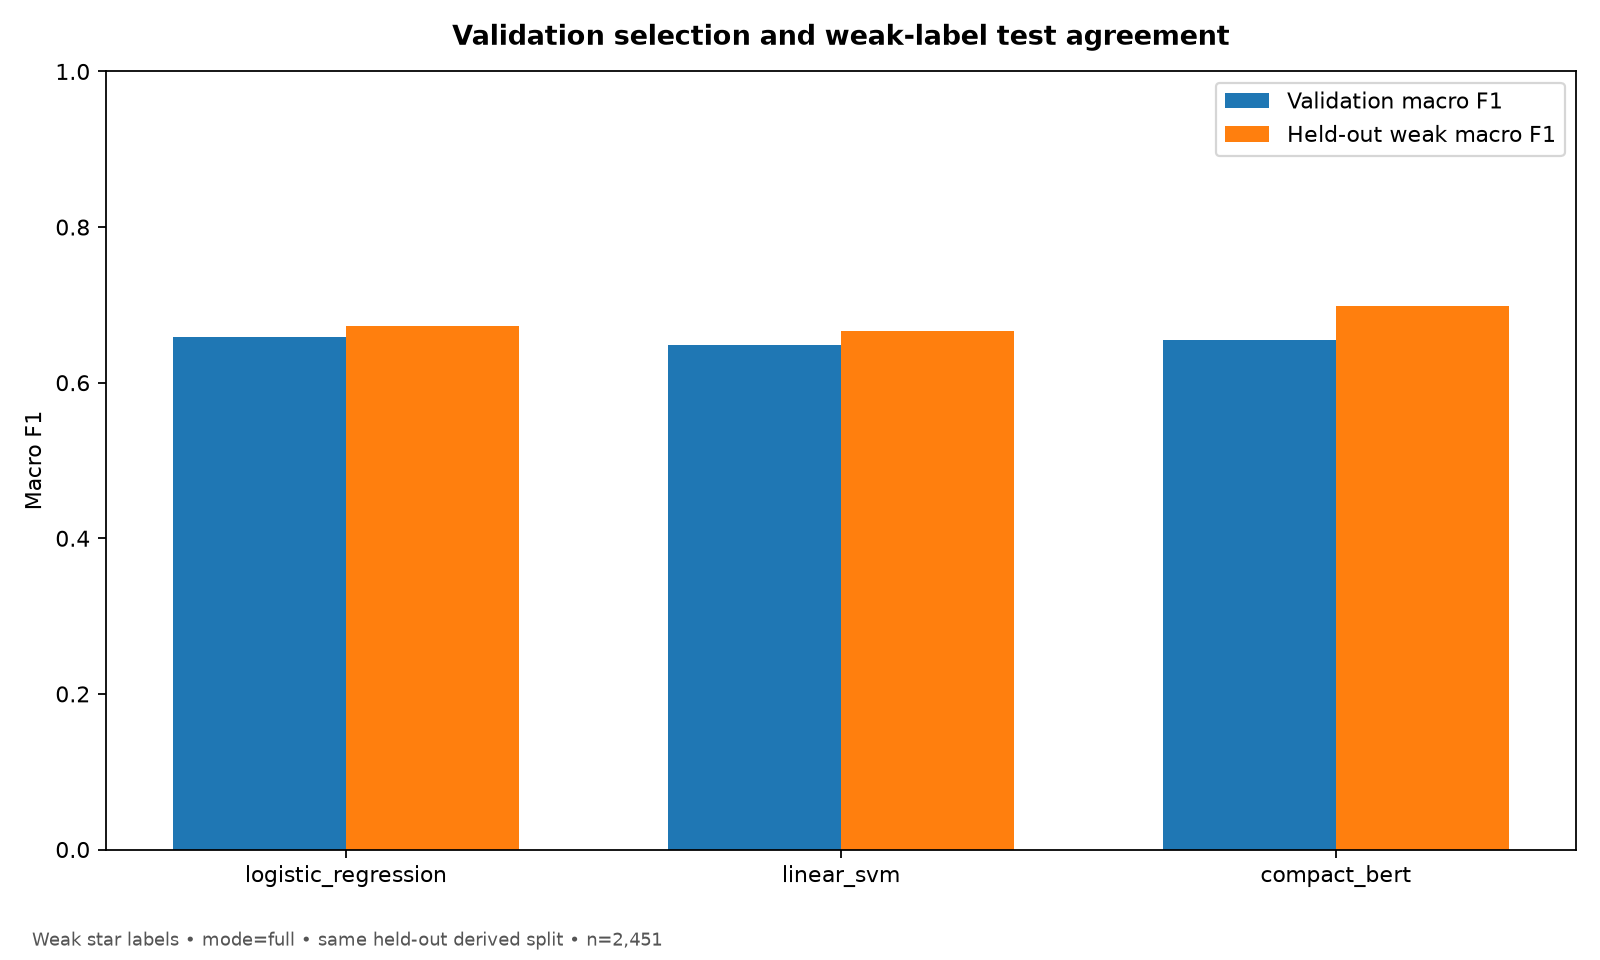 Validation selection and weak-label test agreement
Validation macro F1
Held-out weak macro F1
Macro F1
1.0
0.8
0.6
0.4
0.2
0.0
logistic_regression
linear_svm
compact_bert
Weak star labels • mode=full • same held-out derived split • n=2,451